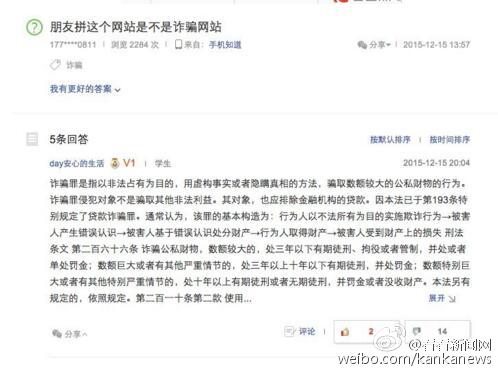 朋友拼这个网站是不是诈骗网站
177****0811 浏览 2284 次 来自：手机知道 分享 2015-12-15 13:57
诈骗
我有更好的答案
5条回答 按默认排序 按时间排序
day安心的生活 V1 学生 2015-12-15 20:04
诈骗罪是指以非法占有为目的，用虚构事实或者隐瞒真相的方法，骗取数额较大的公私财物的行为。
诈骗罪侵犯对象不是骗取其他非法利益。其对象，也应排除金融机构的贷款。因本法已于第193条特
别规定了贷款诈骗罪。通常认为，该罪的基本构造为：行为人以不法所有为目的实施欺诈行为→被害
人产生错误认识→被害人基于错误认识处分财产→行为人取得财产→被害人受到财产上的损失 刑法
条文 第二百六十六条 诈骗公私财物，数额较大的，处三年以下有期徒刑、拘役或者管制，并处或者
单处罚金；数额巨大或者有其他严重情节的，处三年以上十年以下有期徒刑，并处罚金；数额特别巨
大或者有其他特别严重情节的，处十年以上有期徒刑或者无期徒刑，并处罚金或者没收财产。本法另有
规定的，依照规定。第二百一十条第二款 使用... 展开
分享 评论 2 14
@看看新闻网
weibo.com/kankanews